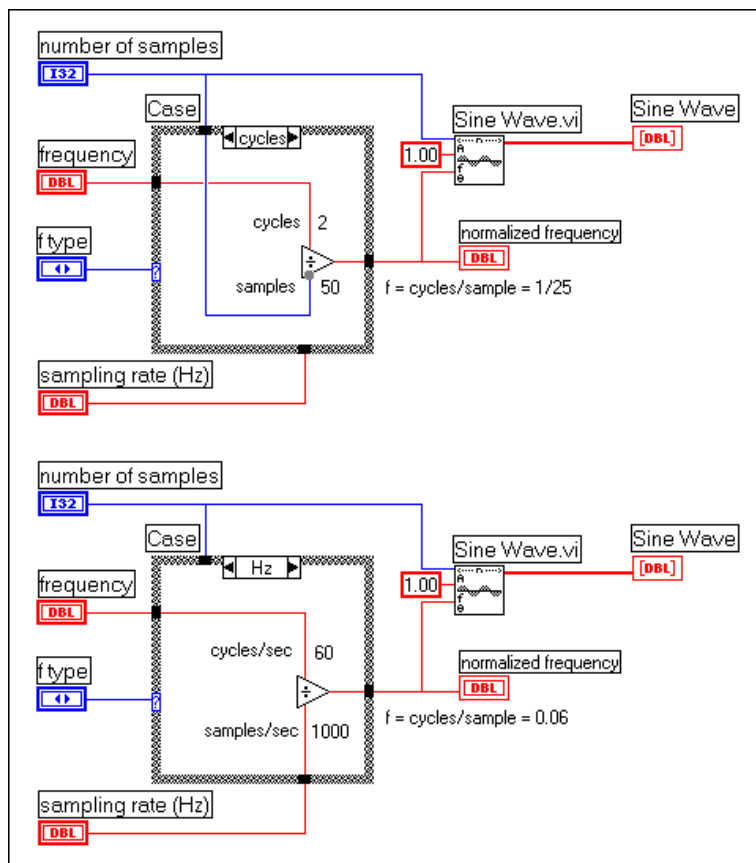 number of samples
I32
Case
cycles
Sine Wave.vi
Sine Wave
[DBL]
n
A
f
θ
1.00
frequency
DBL
cycles 2
÷
normalized frequency
DBL
f type
?
samples 50
f = cycles/sample = 1/25
sampling rate (Hz)
DBL
number of samples
I32
Case
Hz
Sine Wave.vi
Sine Wave
[DBL]
n
A
f
θ
1.00
frequency
DBL
cycles/sec 60
÷
normalized frequency
DBL
f type
?
samples/sec 1000
f = cycles/sample = 0.06
sampling rate (Hz)
DBL